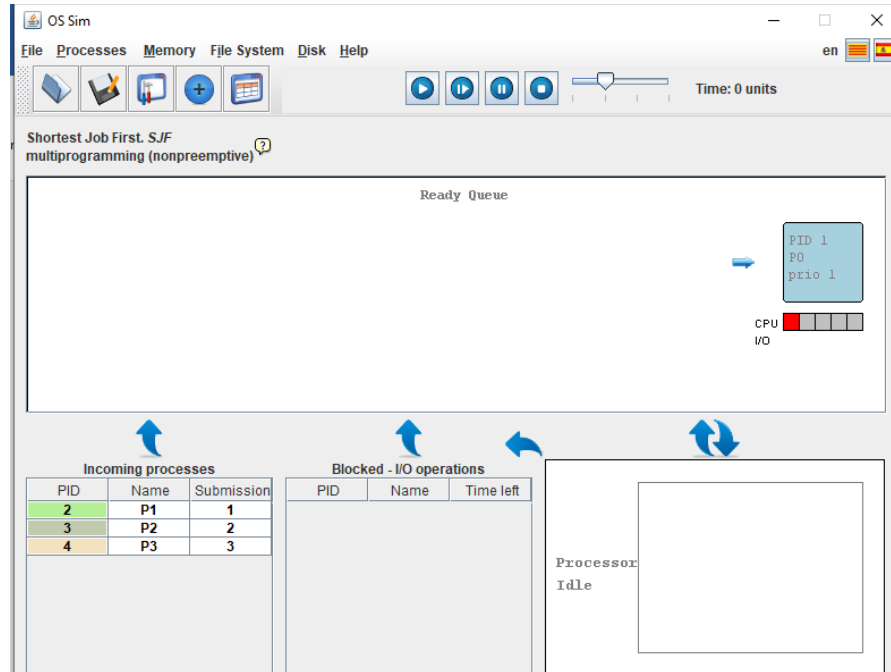 OS Sim
File Processes Memory File System Disk Help
en
Time: 0 units
Shortest Job First. SJF
multiprogramming (nonpreemptive)
?
Ready Queue
PID 1
P0
prio 1
CPU
I/O
Incoming processes
PID Name Submission
2 P1 1
3 P2 2
4 P3 3
Blocked - I/O operations
PID Name Time left
Processor
Idle